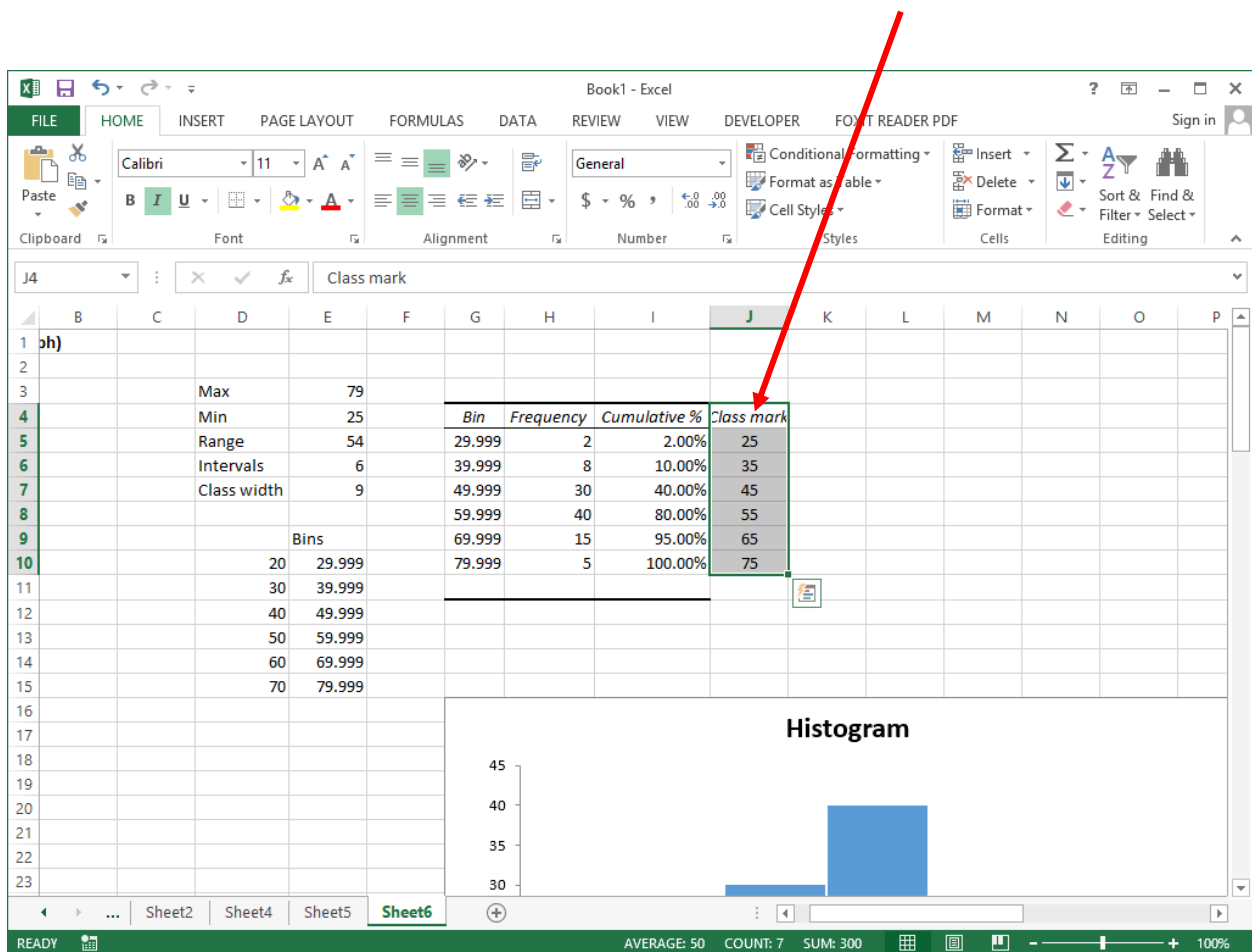 Book1 - Excel
?
FILE HOME INSERT PAGE LAYOUT FORMULAS DATA REVIEW VIEW DEVELOPER FOXIT READER PDF Sign in
Calibri 11 A A General Conditional Formatting Insert Σ A Z
Paste Format as Table Delete Sort & Find &
B I U A $ % , .00 .0 Cell Styles Format Filter Select
Clipboard Font Alignment Number Styles Cells Editing
J4 fx Class mark
B C D E F G H I J K L M N O P
1 ph)
2
3 Max 79
4 Min 25 Bin Frequency Cumulative % Class mark
5 Range 54 29.999 2 2.00% 25
6 Intervals 6 39.999 8 10.00% 35
7 Class width 9 49.999 30 40.00% 45
8 59.999 40 80.00% 55
9 Bins 69.999 15 95.00% 65
10 20 29.999 79.999 5 100.00% 75
11 30 39.999
12 40 49.999
13 50 59.999
14 60 69.999
15 70 79.999
16
17 Histogram
18 45
19
20 40
21
22 35
23 30
... Sheet2 Sheet4 Sheet5 Sheet6
READY AVERAGE: 50 COUNT: 7 SUM: 300 100%